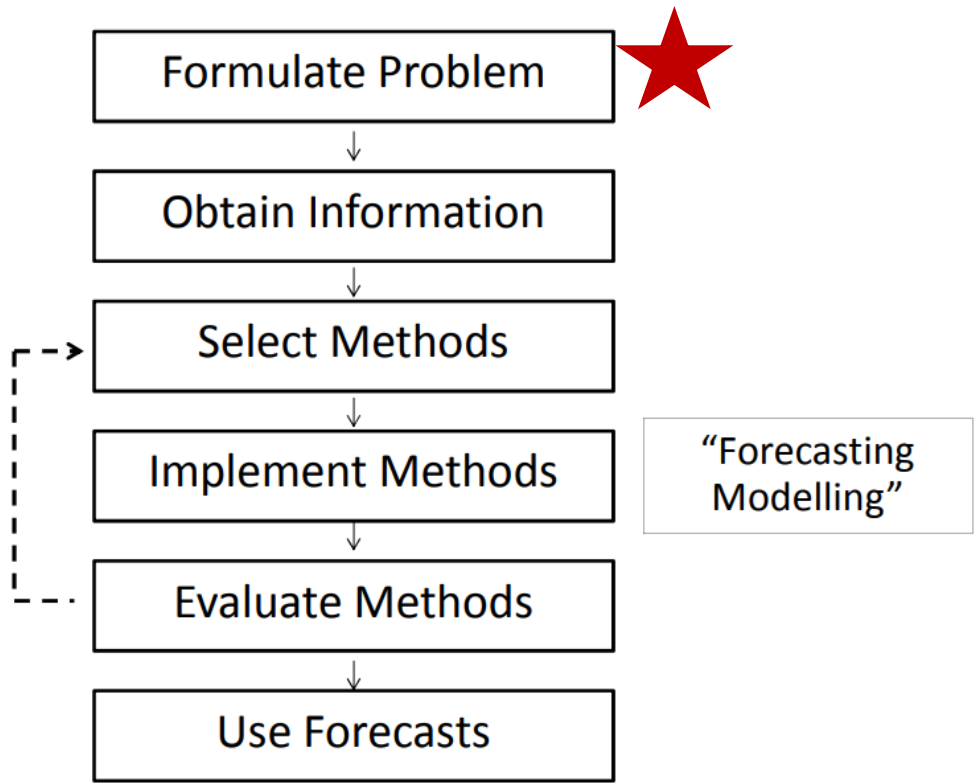 Formulate Problem
Obtain Information
Select Methods
Implement Methods
“Forecasting
Modelling”
Evaluate Methods
Use Forecasts